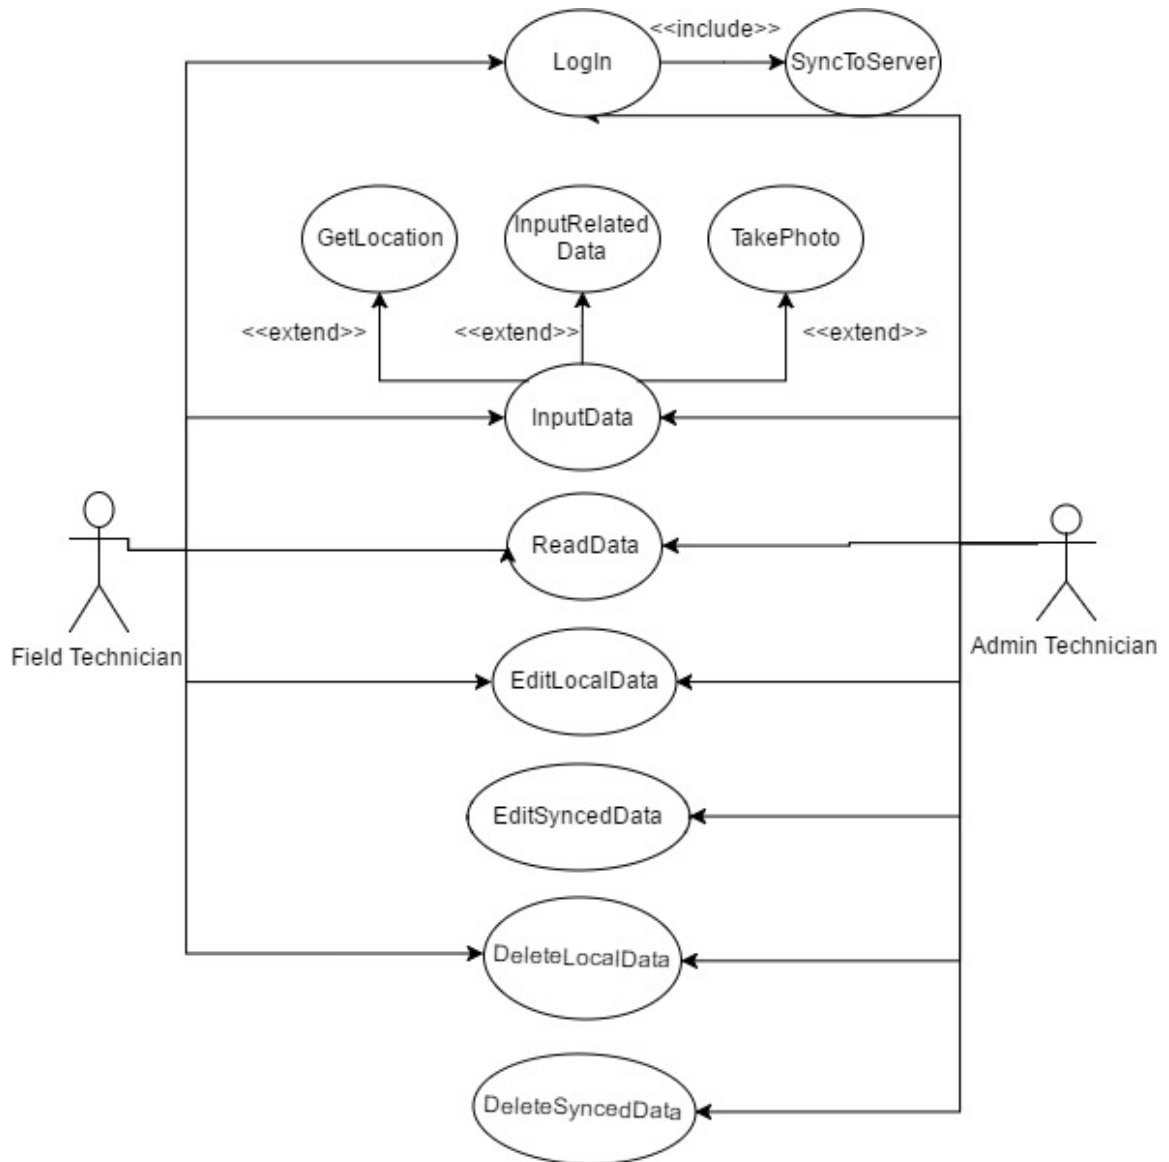 <<include>>
LogIn
SyncToServer
GetLocation
InputRelated
Data
TakePhoto
<<extend>>
<<extend>>
<<extend>>
InputData
ReadData
Field Technician
Admin Technician
EditLocalData
EditSyncedData
DeleteLocalData
DeleteSyncedData